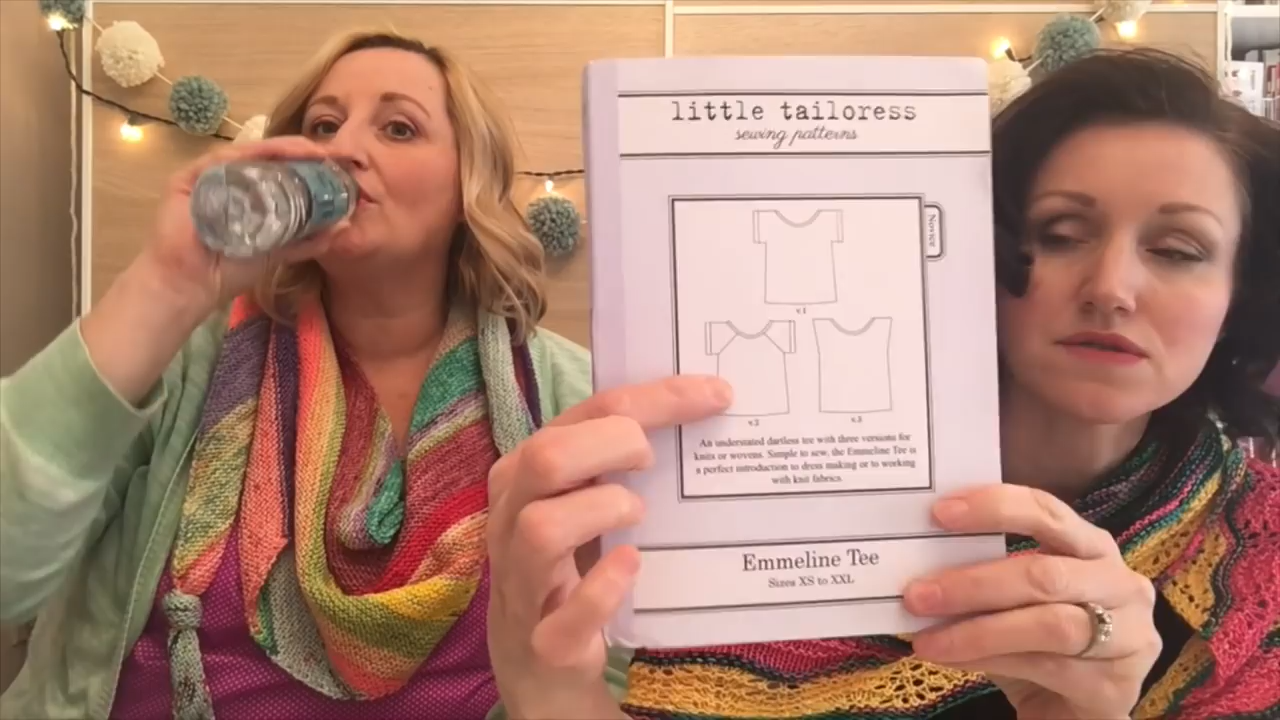 little tailoress
sewing patterns
Novice
v.1
v.2
v.3
An understated dartless tee with three versions for
knits or wovens. Simple to sew, the Emmeline Tee is
a perfect introduction to dress making or to working
with knit fabrics.
Emmeline Tee
Sizes XS to XXL